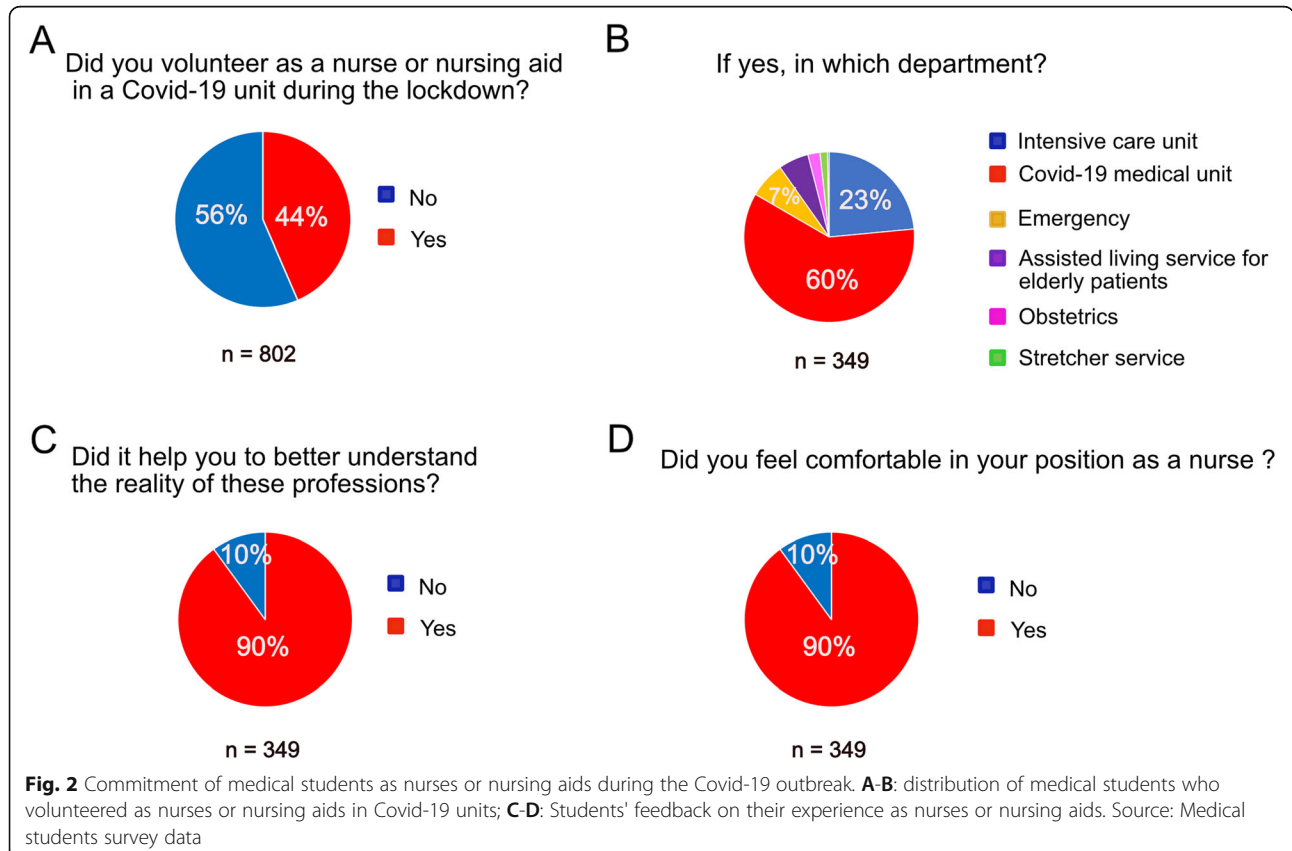 A
Did you volunteer as a nurse or nursing aid
in a Covid-19 unit during the lockdown?
56%
44%
No
Yes
n = 802
B
If yes, in which department?
23%
7%
60%
Intensive care unit
Covid-19 medical unit
Emergency
Assisted living service for
elderly patients
Obstetrics
Stretcher service
n = 349
C
Did it help you to better understand
the reality of these professions?
10%
90%
No
Yes
n = 349
D
Did you feel comfortable in your position as a nurse ?
10%
90%
No
Yes
n = 349
Fig. 2 Commitment of medical students as nurses or nursing aids during the Covid-19 outbreak. A-B: distribution of medical students who
volunteered as nurses or nursing aids in Covid-19 units; C-D: Students' feedback on their experience as nurses or nursing aids. Source: Medical
students survey data